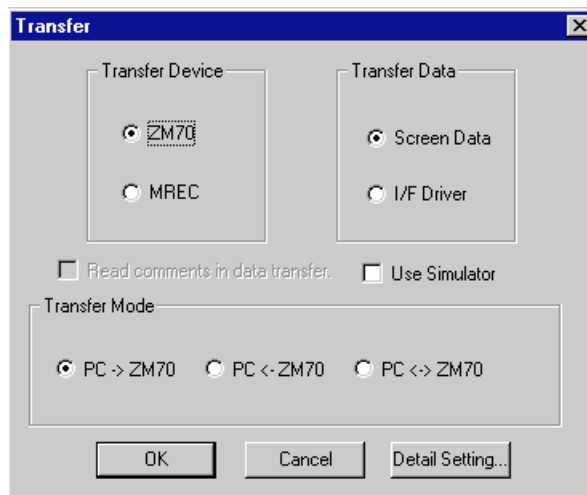 Transfer
Transfer Device
Transfer Data
ZM70
Screen Data
MREC
I/F Driver
Read comments in data transfer.
Use Simulator
Transfer Mode
PC -> ZM70
PC <- ZM70
PC <-> ZM70
OK
Cancel
Detail Setting...